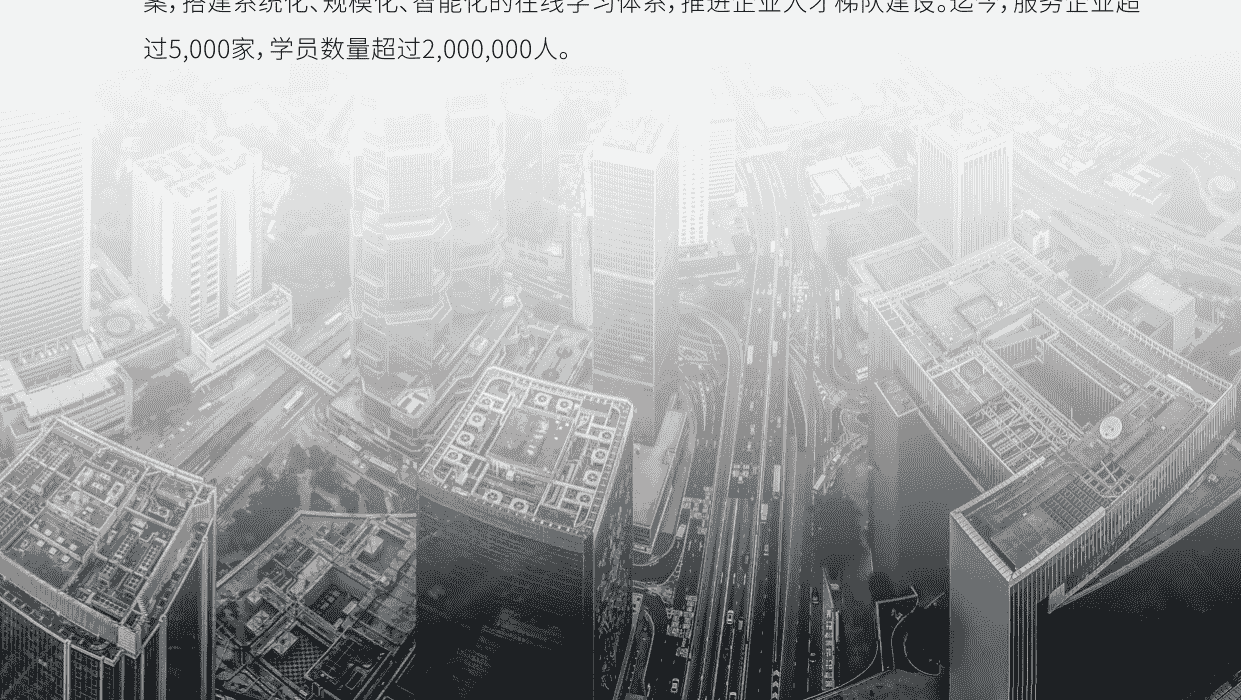 案，搭建系统化、规模化、智能化的在线学习体系，推进企业人才梯队建设。迄今，服务企业超
过5,000家，学员数量超过2,000,000人。